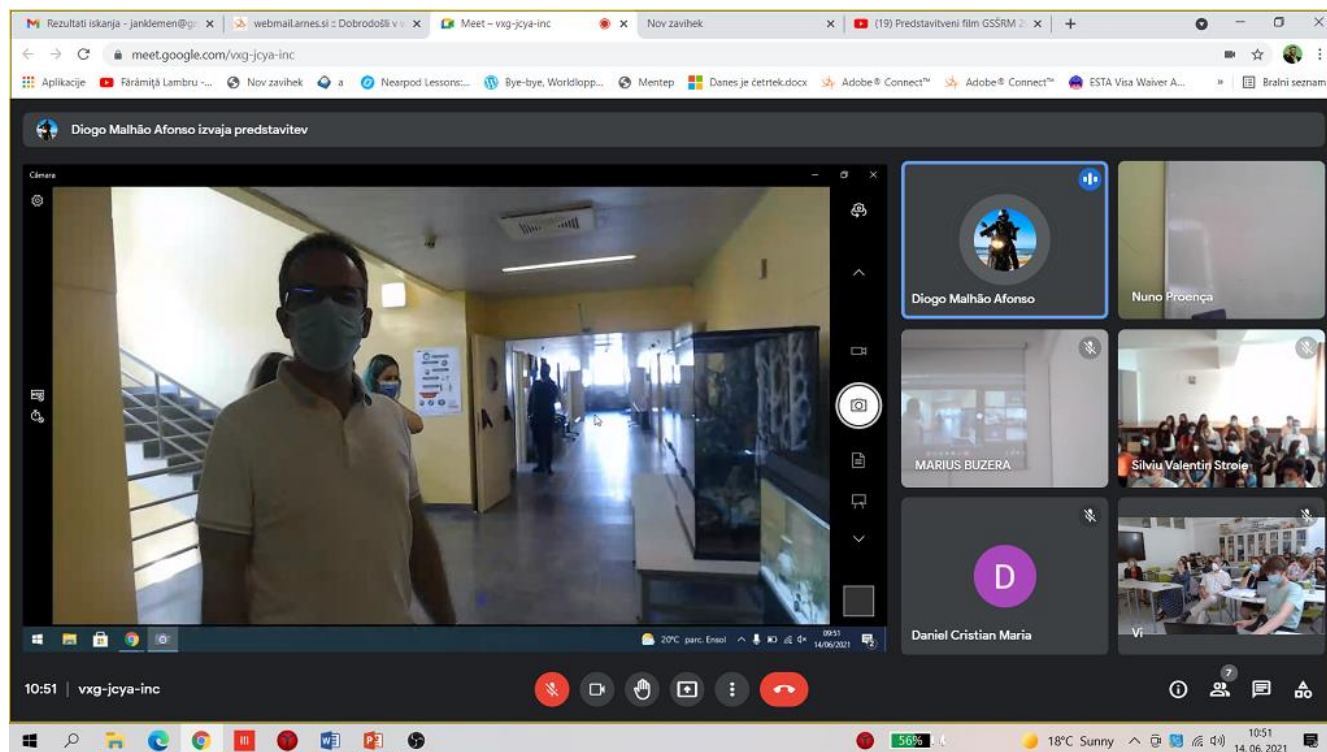 Rezultati iskanja - janklemen@gm
webmail.arnes.si :: Dobrodošli v
Meet – vxg-jcya-inc
Nov zavihek
(19) Predstavitveni film GSŠRM 2
meet.google.com/vxg-jcya-inc
Aplikacije
Fărâmiță Lambru -...
Nov zavihek
a
Nearpod Lessons:...
Bye-bye, Worldlopp...
Mentep
Danes je četrtek.docx
Adobe® Connect™
Adobe® Connect™
ESTA Visa Waiver A...
»
Bralni seznam
Diogo Malhão Afonso izvaja predstavitev
Câmara
Diogo Malhão Afonso
Nuno Proença
MARIUS BUZERA
Silviu Valentin Stroie
D
Daniel Cristian Maria
Vi
20°C parc. Ensol
09:51
14/06/2021
2
10:51 | vxg-jcya-inc
7
56%
18°C Sunny
10:51
14. 06. 2021